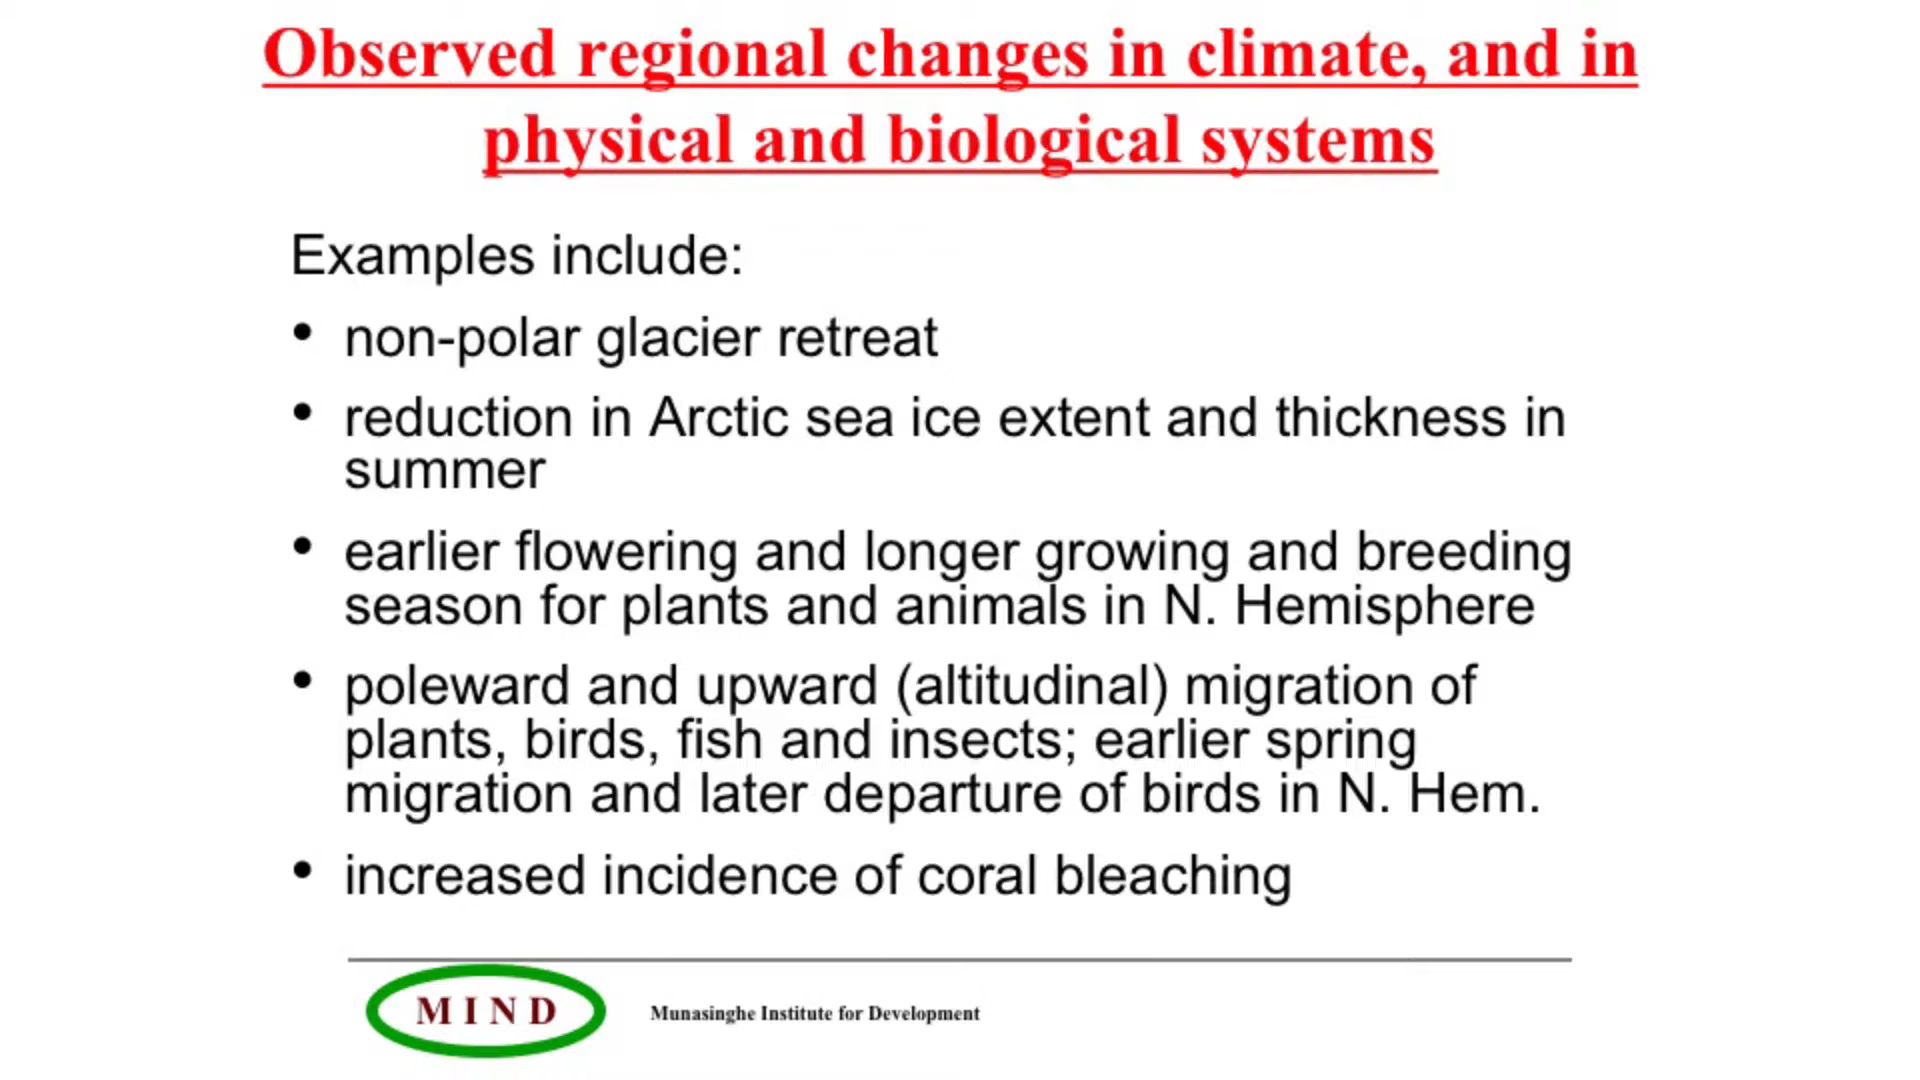 Observed regional changes in climate, and in
physical and biological systems
Examples include:
• non-polar glacier retreat
• reduction in Arctic sea ice extent and thickness in
summer
• earlier flowering and longer growing and breeding
season for plants and animals in N. Hemisphere
• poleward and upward (altitudinal) migration of
plants, birds, fish and insects; earlier spring
migration and later departure of birds in N. Hem.
• increased incidence of coral bleaching
M I N D
Munasinghe Institute for Development